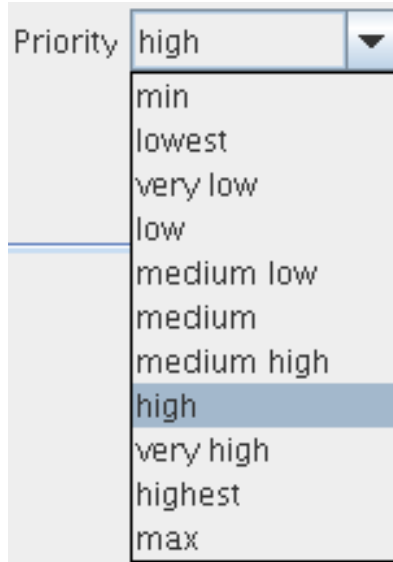 Priority high
min
lowest
very low
low
medium low
medium
medium high
high
very high
highest
max